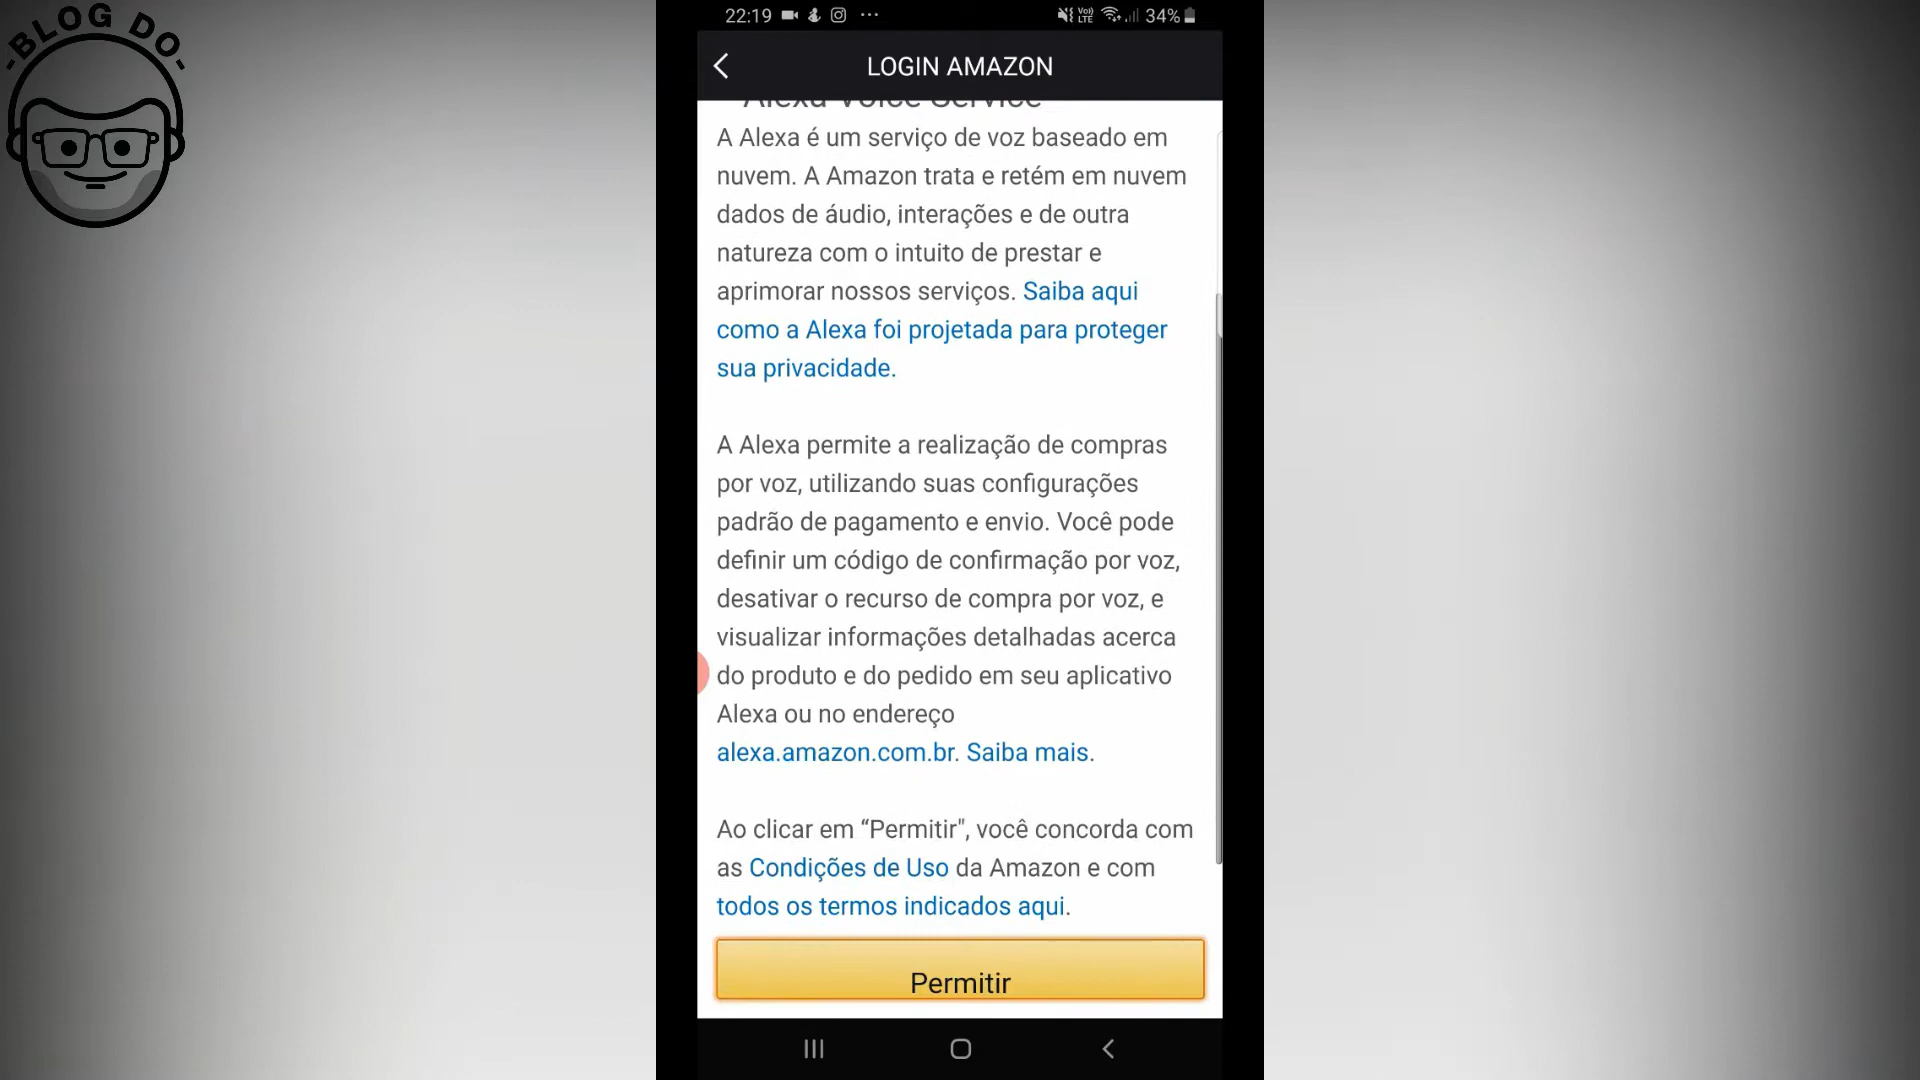 -BLOG DO-
22:19
Vo))
LTE
34%
LOGIN AMAZON
Alexa Voice Service
A Alexa é um serviço de voz baseado em
nuvem. A Amazon trata e retém em nuvem
dados de áudio, interações e de outra
natureza com o intuito de prestar e
aprimorar nossos serviços. Saiba aqui
como a Alexa foi projetada para proteger
sua privacidade.
A Alexa permite a realização de compras
por voz, utilizando suas configurações
padrão de pagamento e envio. Você pode
definir um código de confirmação por voz,
desativar o recurso de compra por voz, e
visualizar informações detalhadas acerca
do produto e do pedido em seu aplicativo
Alexa ou no endereço
alexa.amazon.com.br. Saiba mais.
Ao clicar em “Permitir", você concorda com
as Condições de Uso da Amazon e com
todos os termos indicados aqui.
Permitir